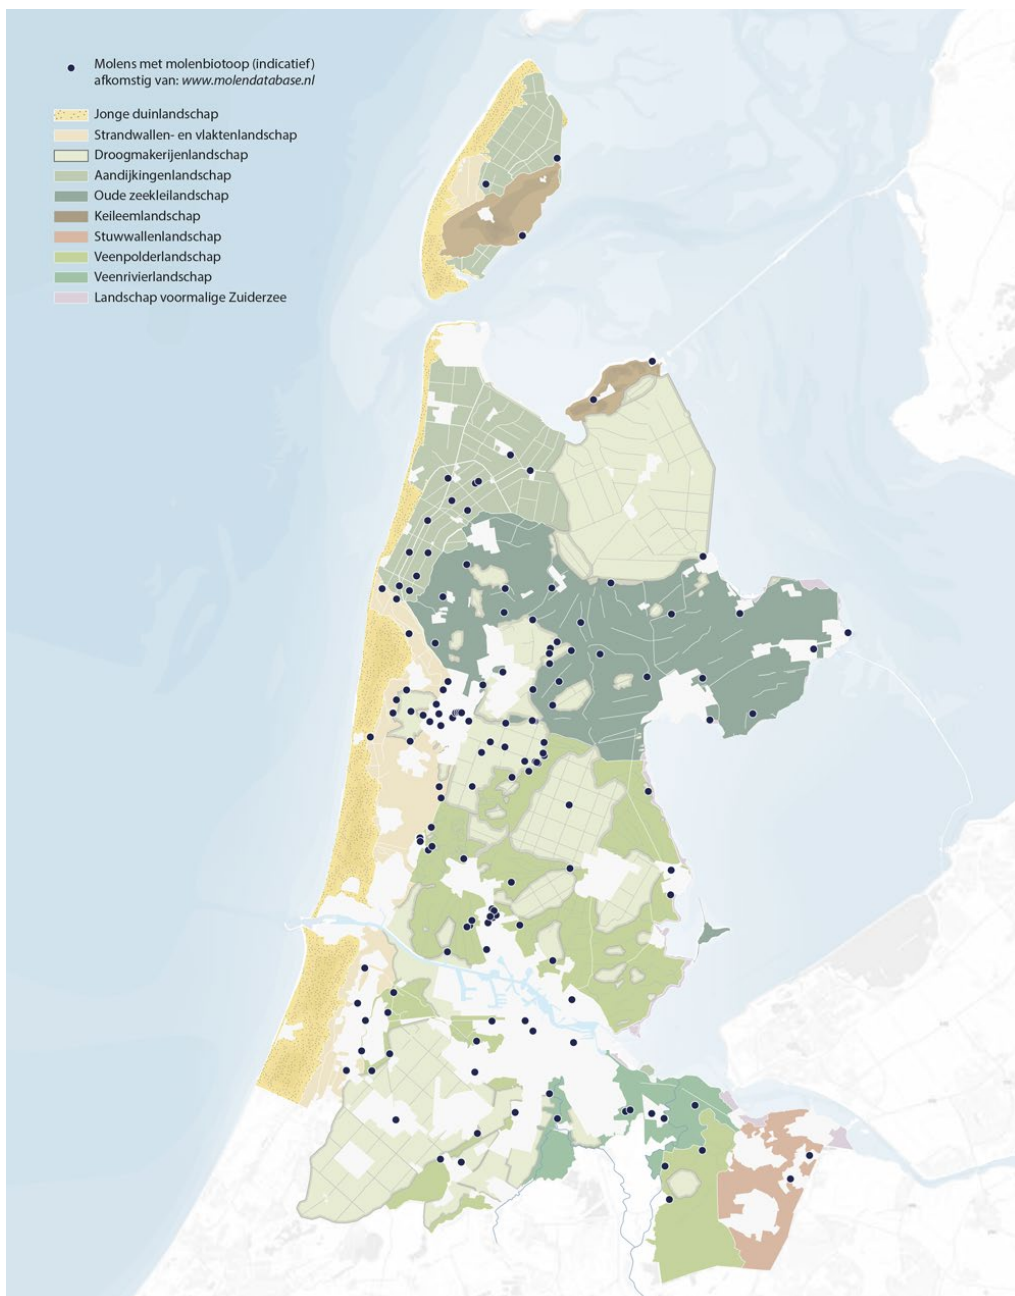 Molens met molenbiotoop (indicatief)
afkomstig van: www.molendatabase.nl
Jonge duinlandschap
Strandwallen- en vlaktenlandschap
Droogmakerijenlandschap
Aandijkingenlandschap
Oude zeekleilandschap
Keileemlandschap
Stuwwallenlandschap
Veenpolderlandschap
Veenrivierlandschap
Landschap voormalige Zuiderzee